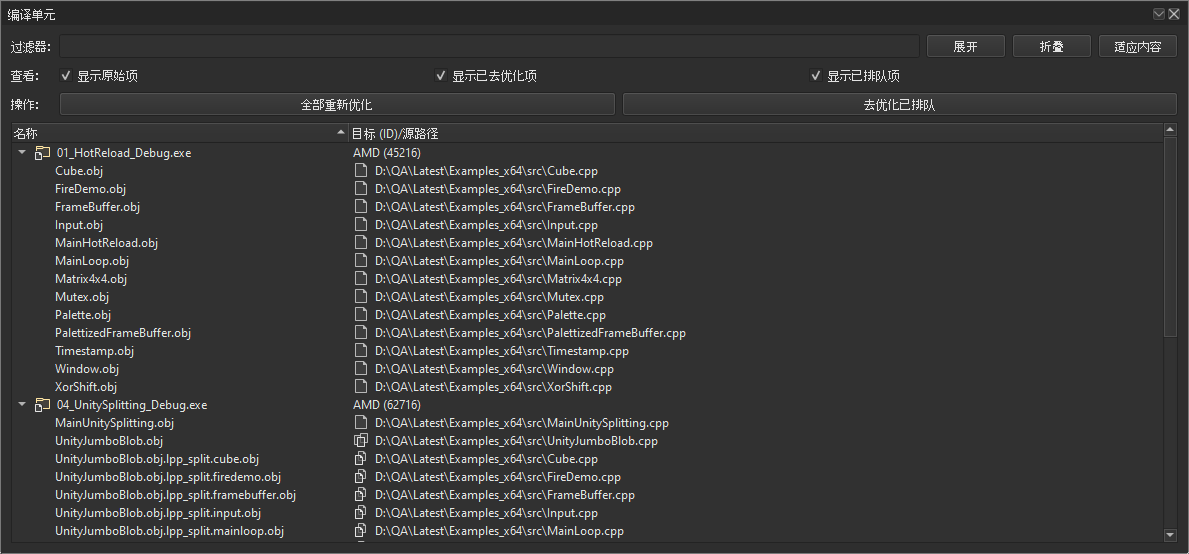 编译单元
过滤器: 展开 折叠 适应内容
查看: 显示原始项 显示已去优化项 显示已排队项
操作: 全部重新优化 去优化已排队
名称 目标 (ID)/源路径
01_HotReload_Debug.exe AMD (45216)
Cube.obj D:\QA\Latest\Examples_x64\src\Cube.cpp
FireDemo.obj D:\QA\Latest\Examples_x64\src\FireDemo.cpp
FrameBuffer.obj D:\QA\Latest\Examples_x64\src\FrameBuffer.cpp
Input.obj D:\QA\Latest\Examples_x64\src\Input.cpp
MainHotReload.obj D:\QA\Latest\Examples_x64\src\MainHotReload.cpp
MainLoop.obj D:\QA\Latest\Examples_x64\src\MainLoop.cpp
Matrix4x4.obj D:\QA\Latest\Examples_x64\src\Matrix4x4.cpp
Mutex.obj D:\QA\Latest\Examples_x64\src\Mutex.cpp
Palette.obj D:\QA\Latest\Examples_x64\src\Palette.cpp
PalettizedFrameBuffer.obj D:\QA\Latest\Examples_x64\src\PalettizedFrameBuffer.cpp
Timestamp.obj D:\QA\Latest\Examples_x64\src\Timestamp.cpp
Window.obj D:\QA\Latest\Examples_x64\src\Window.cpp
XorShift.obj D:\QA\Latest\Examples_x64\src\XorShift.cpp
04_UnitySplitting_Debug.exe AMD (62716)
MainUnitySplitting.obj D:\QA\Latest\Examples_x64\src\MainUnitySplitting.cpp
UnityJumboBlob.obj D:\QA\Latest\Examples_x64\src\UnityJumboBlob.cpp
UnityJumboBlob.obj.lpp_split.cube.obj D:\QA\Latest\Examples_x64\src\Cube.cpp
UnityJumboBlob.obj.lpp_split.firedemo.obj D:\QA\Latest\Examples_x64\src\FireDemo.cpp
UnityJumboBlob.obj.lpp_split.framebuffer.obj D:\QA\Latest\Examples_x64\src\FrameBuffer.cpp
UnityJumboBlob.obj.lpp_split.input.obj D:\QA\Latest\Examples_x64\src\Input.cpp
UnityJumboBlob.obj.lpp_split.mainloop.obj D:\QA\Latest\Examples_x64\src\MainLoop.cpp